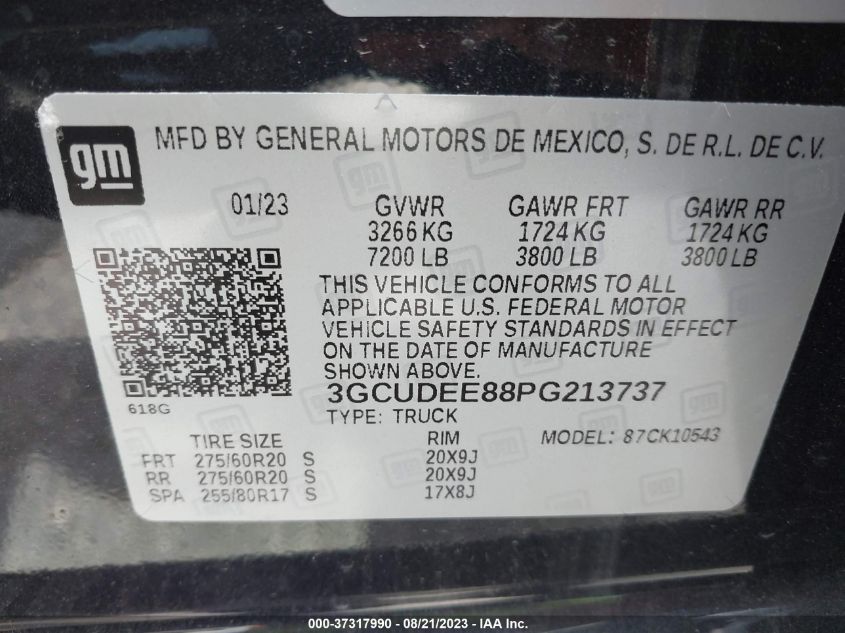 gm
MFD BY GENERAL MOTORS DE MEXICO, S. DE R.L. DE C.V.
01/23 GVWR GAWR FRT GAWR RR
3266 KG 1724 KG 1724 KG
7200 LB 3800 LB 3800 LB
THIS VEHICLE CONFORMS TO ALL
APPLICABLE U.S. FEDERAL MOTOR
VEHICLE SAFETY STANDARDS IN EFFECT
ON THE DATE OF MANUFACTURE
SHOWN ABOVE.
3GCUDEE88PG213737
618G
TYPE: TRUCK
TIRE SIZE RIM MODEL: 87CK10543
FRT 275/60R20 S 20X9J
RR 275/60R20 S 20X9J
SPA 255/80R17 S 17X8J
000-37317990 - 08/21/2023 - IAA Inc.